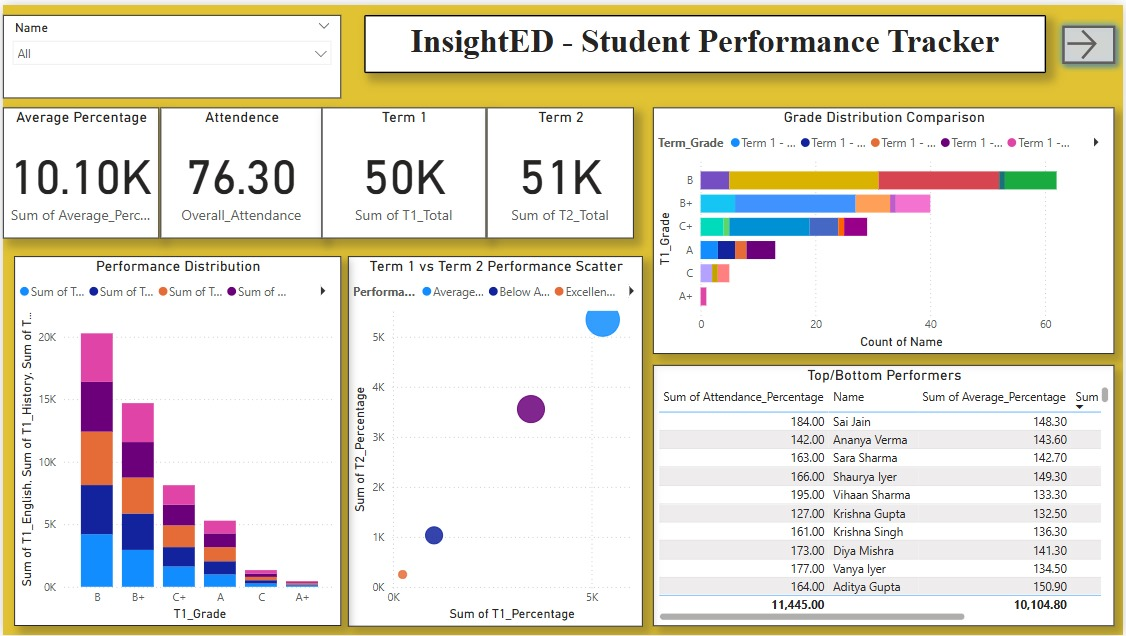 Name
All
InsightED - Student Performance Tracker
Average Percentage
10.10K
Sum of Average_Perc...
Attendence
76.30
Overall_Attendance
Term 1
50K
Sum of T1_Total
Term 2
51K
Sum of T2_Total
Grade Distribution Comparison
Term_Grade Term 1 - ... Term 1 - ... Term 1 - ... Term 1 -... Term 1 -...
T1_Grade
B
B+
C+
A
C
A+
0 20 40 60
Count of Name
Performance Distribution
Sum of T... Sum of T... Sum of T... Sum of ...
Sum of T1_English, Sum of T1_History, Sum of T...
20K
15K
10K
5K
0K
B B+ C+ A C A+
T1_Grade
Term 1 vs Term 2 Performance Scatter
Performa... Average... Below A... Excellen...
Sum of T2_Percentage
5K
4K
3K
2K
1K
0K
0K 5K
Sum of T1_Percentage
Top/Bottom Performers
Sum of Attendance_Percentage Name Sum of Average_Percentage Sum
184.00 Sai Jain 148.30
142.00 Ananya Verma 143.60
163.00 Sara Sharma 142.70
166.00 Shaurya Iyer 149.30
195.00 Vihaan Sharma 133.30
127.00 Krishna Gupta 132.50
161.00 Krishna Singh 136.30
173.00 Diya Mishra 141.30
177.00 Vanya Iyer 134.50
164.00 Aditya Gupta 150.90
11,445.00 10,104.80